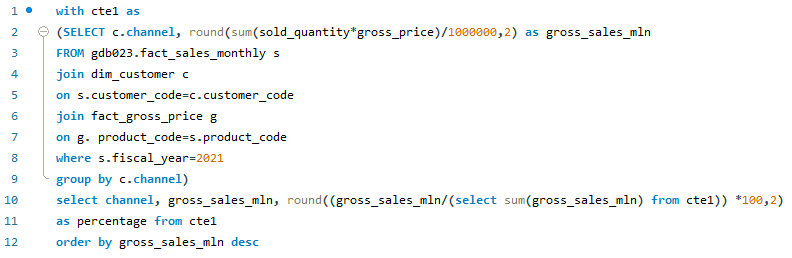 1 with cte1 as
2 (SELECT c.channel, round(sum(sold_quantity*gross_price)/1000000,2) as gross_sales_mln
3 FROM gdb023.fact_sales_monthly s
4 join dim_customer c
5 on s.customer_code=c.customer_code
6 join fact_gross_price g
7 on g. product_code=s.product_code
8 where s.fiscal_year=2021
9 group by c.channel)
10 select channel, gross_sales_mln, round((gross_sales_mln/(select sum(gross_sales_mln) from cte1)) *100,2)
11 as percentage from cte1
12 order by gross_sales_mln desc